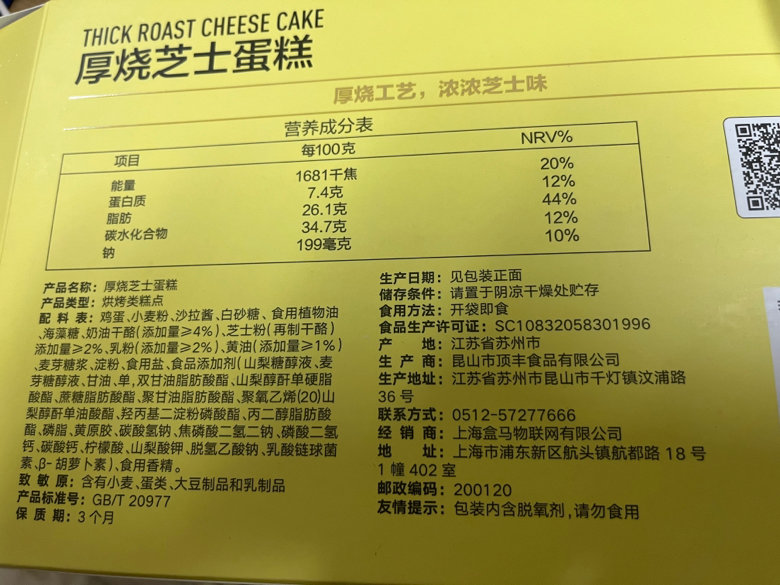 THICK ROAST CHEESE CAKE
厚烧芝士蛋糕
厚烧工艺，浓浓芝士味
营养成分表
项目 每100克 NRV%
能量 1681千焦 20%
蛋白质 7.4克 12%
脂肪 26.1克 44%
碳水化合物 34.7克 12%
钠 199毫克 10%
产品名称：厚烧芝士蛋糕
产品类型：烘烤类糕点
配 料 表：鸡蛋、小麦粉、沙拉酱、白砂糖、食用植物油
、海藻糖、奶油干酪(添加量≥4%)、芝士粉(再制干酪)
添加量≥2%、乳粉(添加量≥2%)、黄油(添加量≥1%)
、麦芽糖浆、淀粉、食用盐、食品添加剂(山梨糖醇液、麦
芽糖醇液、甘油、单,双甘油脂肪酸酯、山梨醇酐单硬脂
酸酯、蔗糖脂肪酸酯、聚甘油脂肪酸酯、聚氧乙烯(20)山
梨醇酐单油酸酯、羟丙基二淀粉磷酸酯、丙二醇脂肪酸
酯、磷脂、黄原胶、碳酸氢钠、焦磷酸二氢二钠、磷酸二氢
钙、碳酸钙、柠檬酸、山梨酸钾、脱氢乙酸钠、乳酸链球菌
素、β-胡萝卜素)、食用香精。
致 敏 原：含有小麦、蛋类、大豆制品和乳制品
产品标准号：GB/T 20977
保 质 期：3 个月
生产日期：见包装正面
储存条件：请置于阴凉干燥处贮存
食用方法：开袋即食
食品生产许可证：SC10832058301996
产 地：江苏省苏州市
生 产 商：昆山市顶丰食品有限公司
生产地址：江苏省苏州市昆山市千灯镇汶浦路
36 号
联系方式：0512-57277666
经 销 商：上海盒马物联网有限公司
地 址：上海市浦东新区航头镇航都路 18 号
1 幢 402 室
邮政编码：200120
友情提示：包装内含脱氧剂,请勿食用